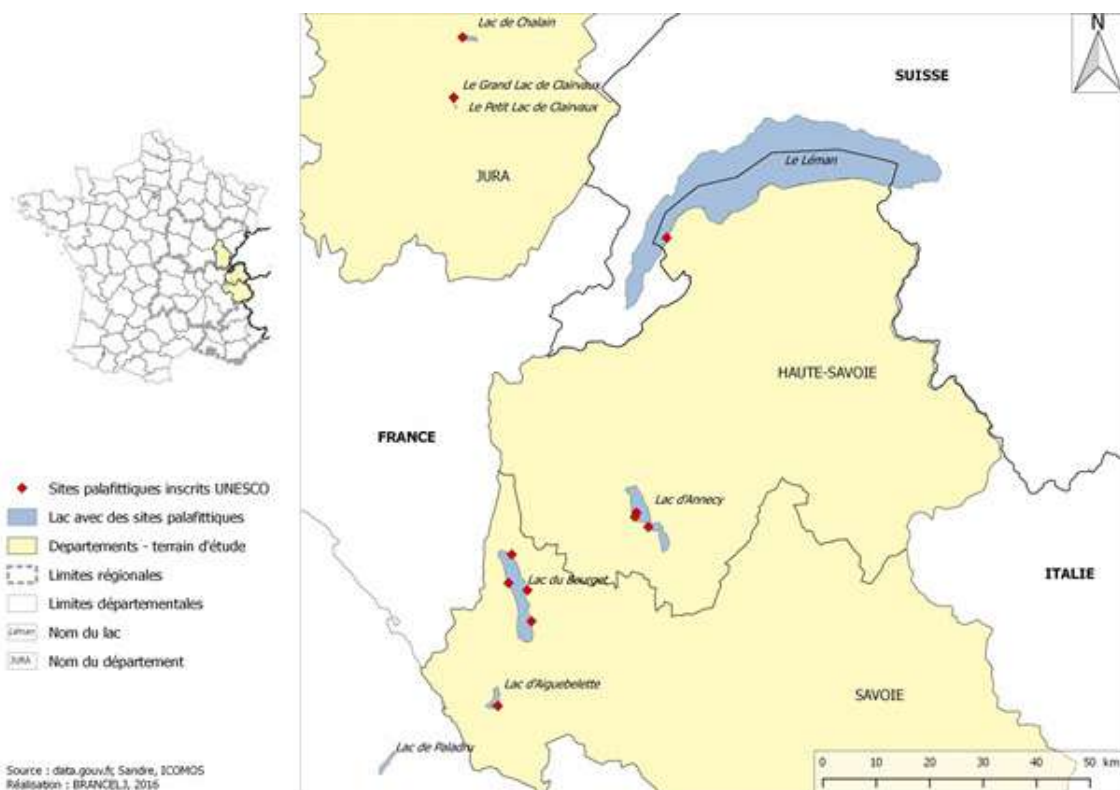 Lac de Chalain
N
SUISSE
Le Grand Lac de Clairvaux
Le Petit Lac de Clairvaux
Le Léman
JURA
HAUTE-SAVOIE
FRANCE
Lac d'Annecy
ITALIE
Lac du Bourget
Lac d'Aiguebelette
SAVOIE
Lac de Paladru
Sites palafittiques inscrits UNESCO
Lac avec des sites palafittiques
Departements - terrain d'étude
Limites régionales
Limites départementales
Léman Nom du lac
JURA Nom du département
0 10 20 30 40 50 km
Source : data.gouv.fr, Sandre, ICOMOS
Réalisation : BRANCELJ, 2016